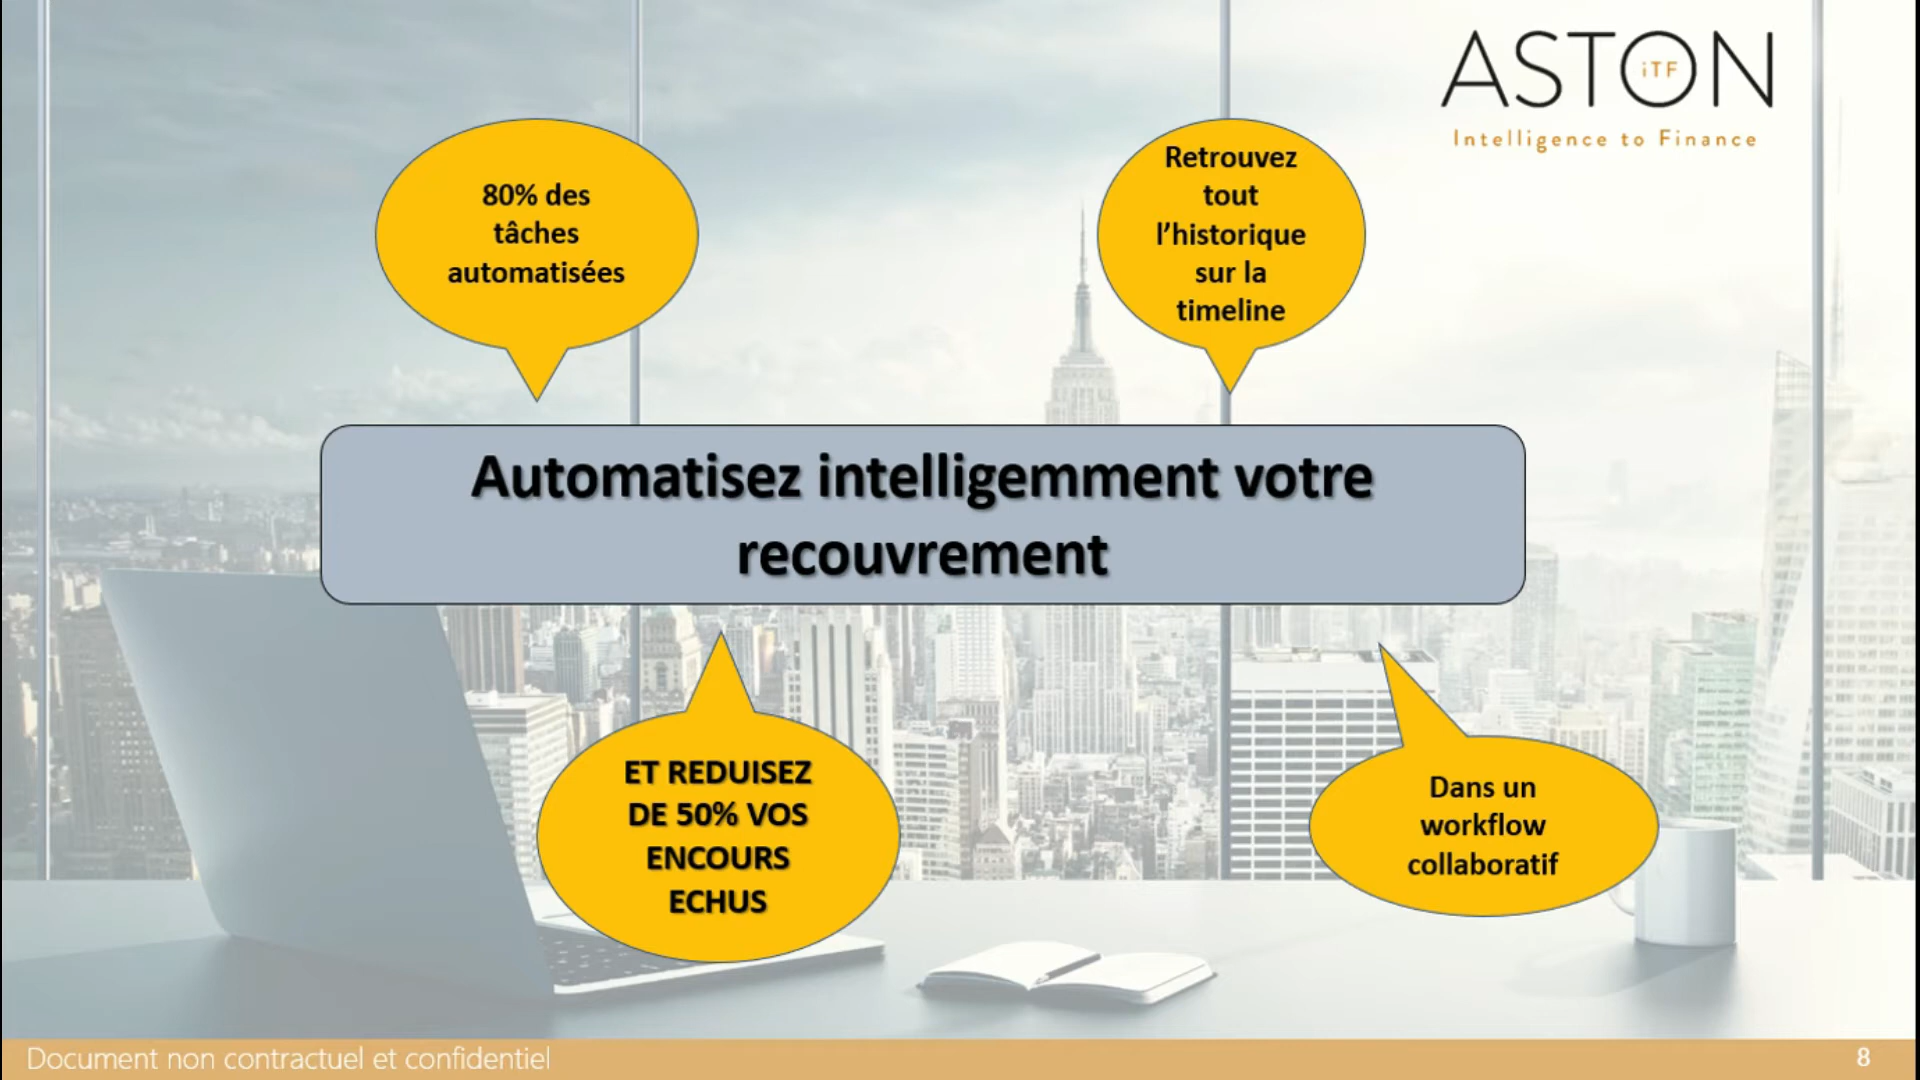 ASTON
iTF
Intelligence to Finance
80% des
tâches
automatisées
Retrouvez
tout
l’historique
sur la
timeline
Automatisez intelligemment votre
recouvrement
ET REDUISEZ
DE 50% VOS
ENCOURS
ECHUS
Dans un
workflow
collaboratif
Document non contractuel et confidentiel
8